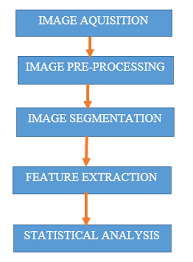 IMAGE AQUISITION
IMAGE PRE-PROCESSING
IMAGE SEGMENTATION
FEATURE EXTRACTION
STATISTICAL ANALYSIS